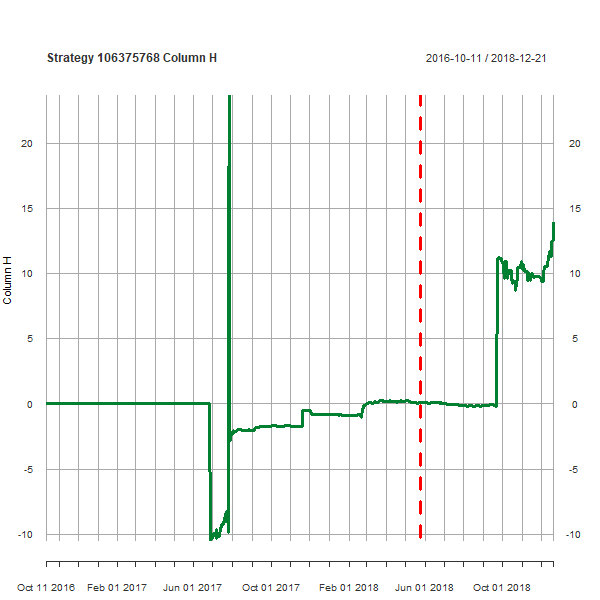 Strategy 106375768 Column H
2016-10-11 / 2018-12-21
20
20
15
15
10
10
5
5
0
0
-5
-5
-10
-10
Column H
Oct 11 2016
Feb 01 2017
Jun 01 2017
Oct 01 2017
Feb 01 2018
Jun 01 2018
Oct 01 2018